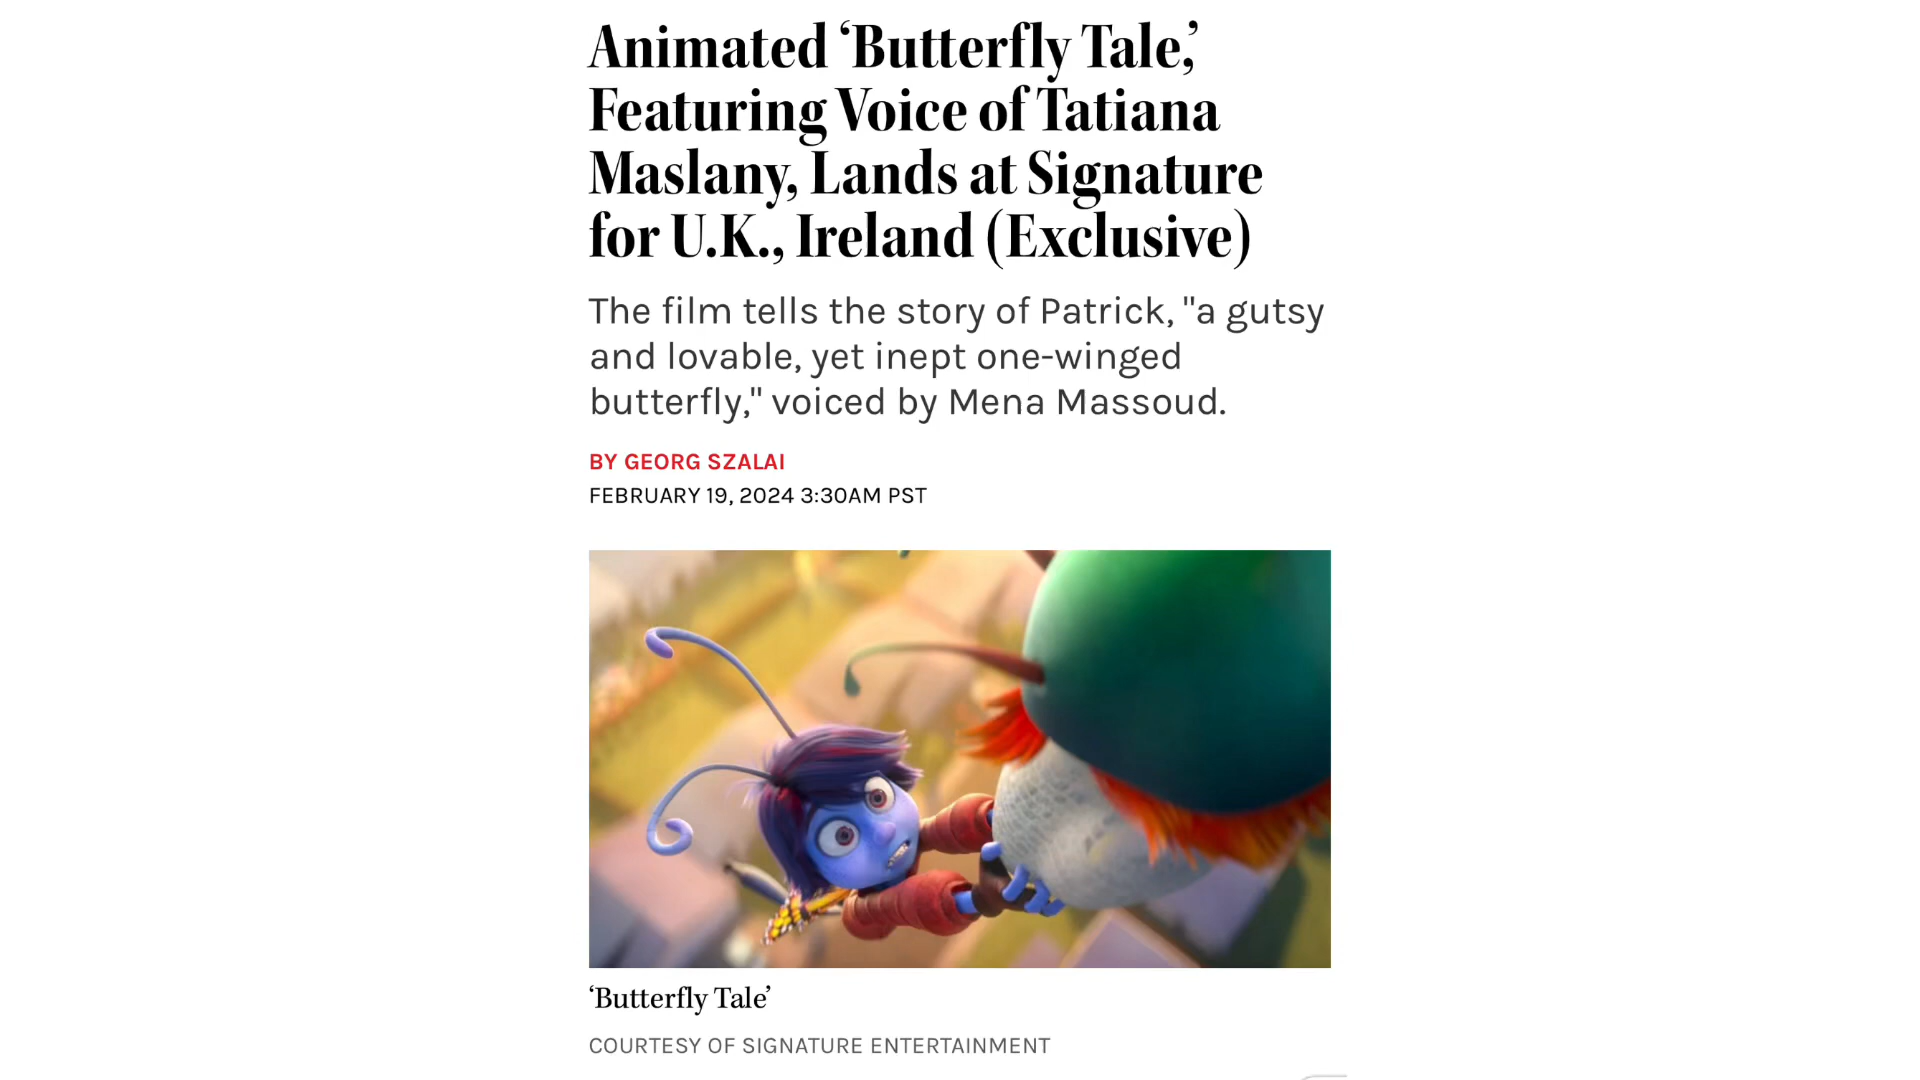 Animated ‘Butterfly Tale,’
Featuring Voice of Tatiana
Maslany, Lands at Signature
for U.K., Ireland (Exclusive)
The film tells the story of Patrick, "a gutsy
and lovable, yet inept one-winged
butterfly," voiced by Mena Massoud.
BY GEORG SZALAI
FEBRUARY 19, 2024 3:30AM PST
‘Butterfly Tale’
COURTESY OF SIGNATURE ENTERTAINMENT